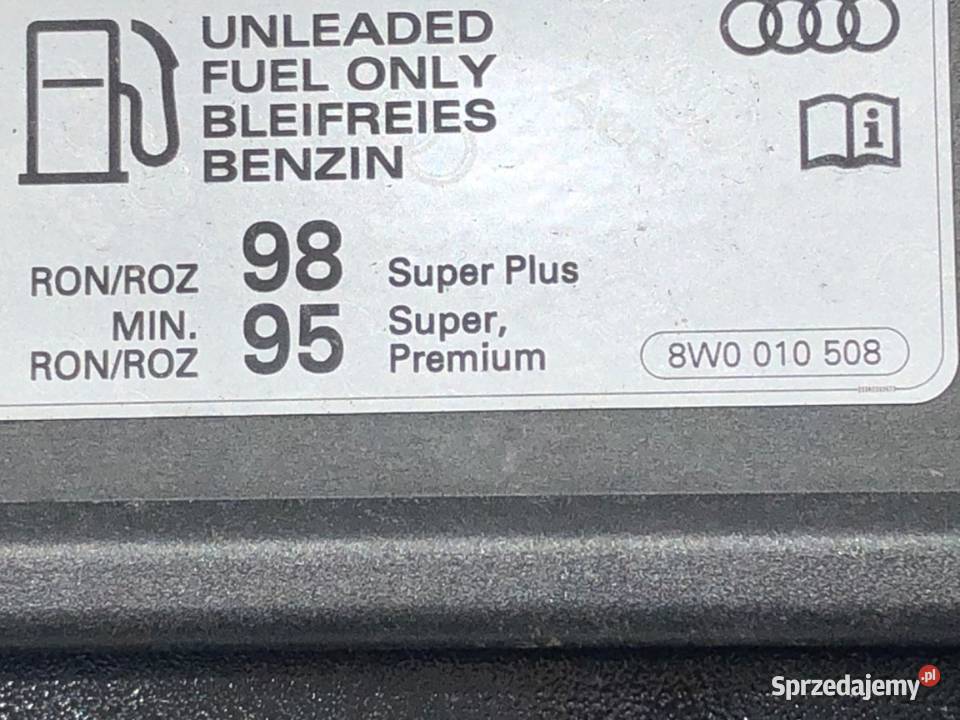 UNLEADED
FUEL ONLY
BLEIFREIES
BENZIN
i
RON/ROZ 98 Super Plus
MIN.
RON/ROZ 95 Super,
Premium
8W0 010 508
Sprzedajemy.pl